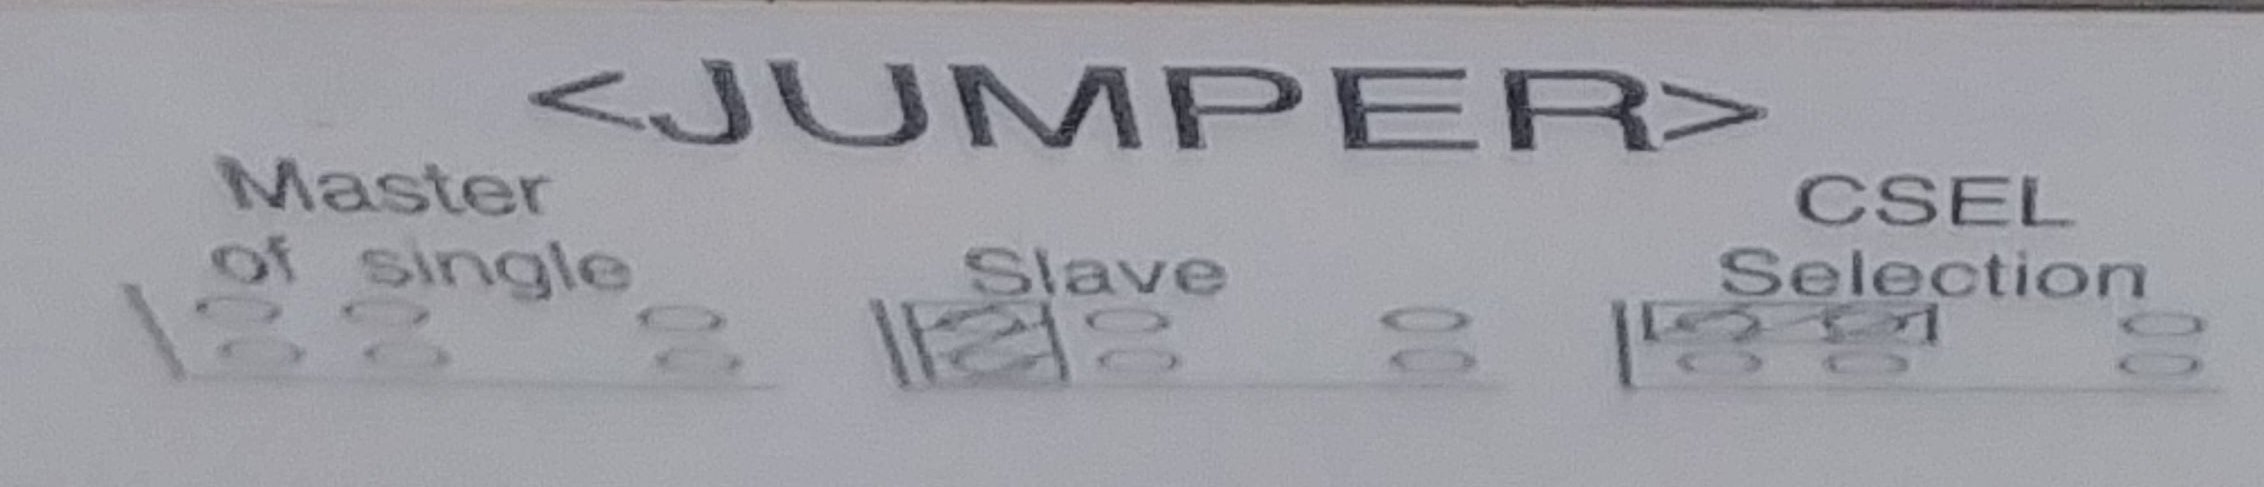 <JUMPER>
Master
of single
Slave
CSEL
Selection